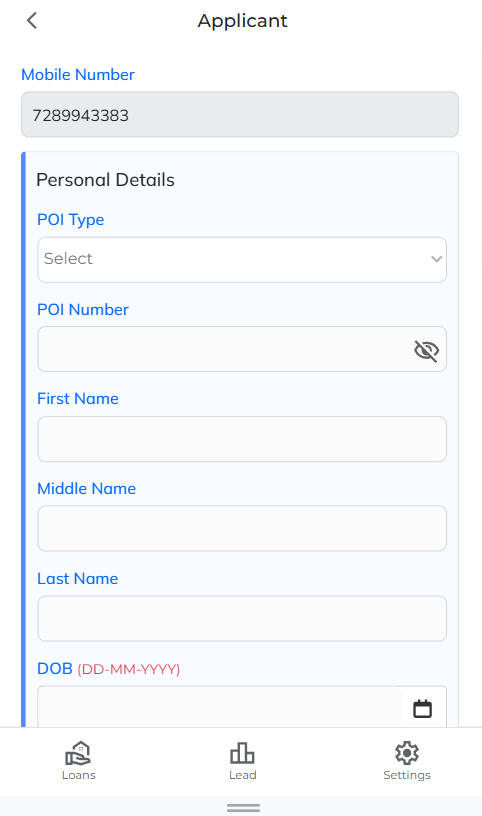 Applicant
Mobile Number
7289943383
Personal Details
POI Type
Select
POI Number
First Name
Middle Name
Last Name
DOB (DD-MM-YYYY)
Loans Lead Settings